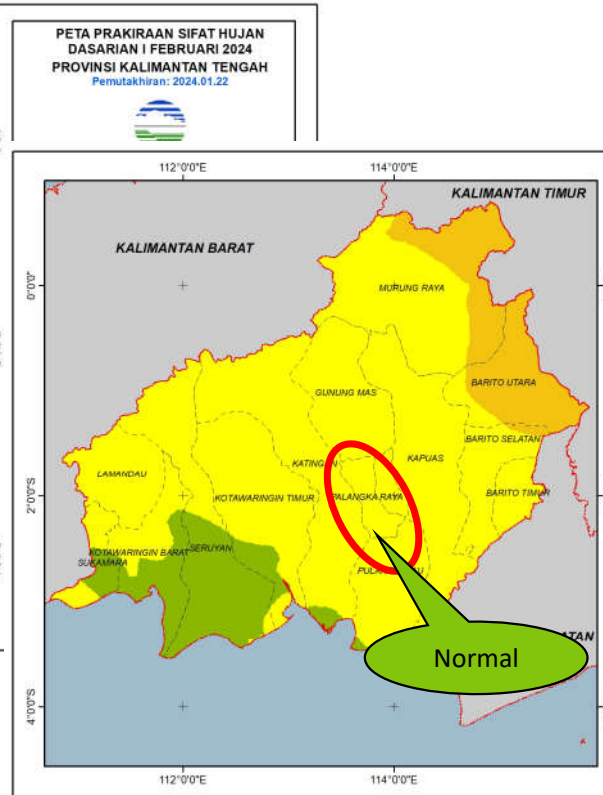 PETA PRAKIRAAN SIFAT HUJAN
DASARIAN I FEBRUARI 2024
PROVINSI KALIMANTAN TENGAH
Pemutakhiran: 2024.01.22
112°0'0"E
114°0'0"E
KALIMANTAN TIMUR
KALIMANTAN BARAT
0°0'0"
MURUNG RAYA
BARITO UTARA
GUNUNG MAS
BARITO SELATAN
KATINGAN
KAPUAS
LAMANDAU
2°0'0"S
KOTAWARINGIN TIMUR
PALANGKA RAYA
BARITO TIMUR
KOTAWARINGIN BARAT
SERUYAN
SUKAMARA
Normal
4°0'0"S
112°0'0"E
114°0'0"E